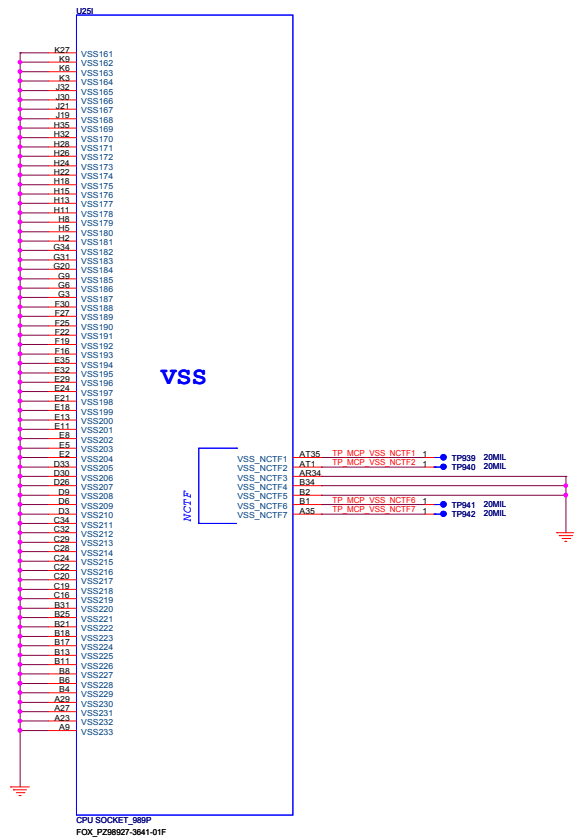 U25I
K27 VSS161
K9 VSS162
K6 VSS163
K3 VSS164
J32 VSS165
J30 VSS166
J21 VSS167
J19 VSS168
H35 VSS169
H32 VSS170
H28 VSS171
H26 VSS172
H24 VSS173
H22 VSS174
H18 VSS175
H15 VSS176
H13 VSS177
H11 VSS178
H8 VSS179
H5 VSS180
H2 VSS181
G34 VSS182
G31 VSS183
G20 VSS184
G9 VSS185
G6 VSS186
G3 VSS187
F30 VSS188
F27 VSS189
F25 VSS190
F22 VSS191
F19 VSS192
F16 VSS193
E35 VSS194
E32 VSS195
E29 VSS196
E24 VSS197
E21 VSS198
E18 VSS199
E13 VSS200
E11 VSS201
E8 VSS202
E5 VSS203
E2 VSS204
D33 VSS205
D30 VSS206
D26 VSS207
D9 VSS208
D6 VSS209
D3 VSS210
C34 VSS211
C32 VSS212
C29 VSS213
C28 VSS214
C24 VSS215
C22 VSS216
C20 VSS217
C19 VSS218
C16 VSS219
B31 VSS220
B25 VSS221
B21 VSS222
B18 VSS223
B17 VSS224
B13 VSS225
B11 VSS226
B8 VSS227
B6 VSS228
B4 VSS229
A29 VSS230
A27 VSS231
A23 VSS232
A9 VSS233
VSS
NCTF
VSS_NCTF1 AT35 TP_MCP_VSS_NCTF1 1 TP939 20MIL
VSS_NCTF2 AT1 TP_MCP_VSS_NCTF2 1 TP940 20MIL
VSS_NCTF3 AR34
VSS_NCTF4 B34
VSS_NCTF5 B2
VSS_NCTF6 B1 TP_MCP_VSS_NCTF6 1 TP941 20MIL
VSS_NCTF7 A35 TP_MCP_VSS_NCTF7 1 TP942 20MIL
CPU SOCKET_989P
FOX_PZ98927-3641-01F